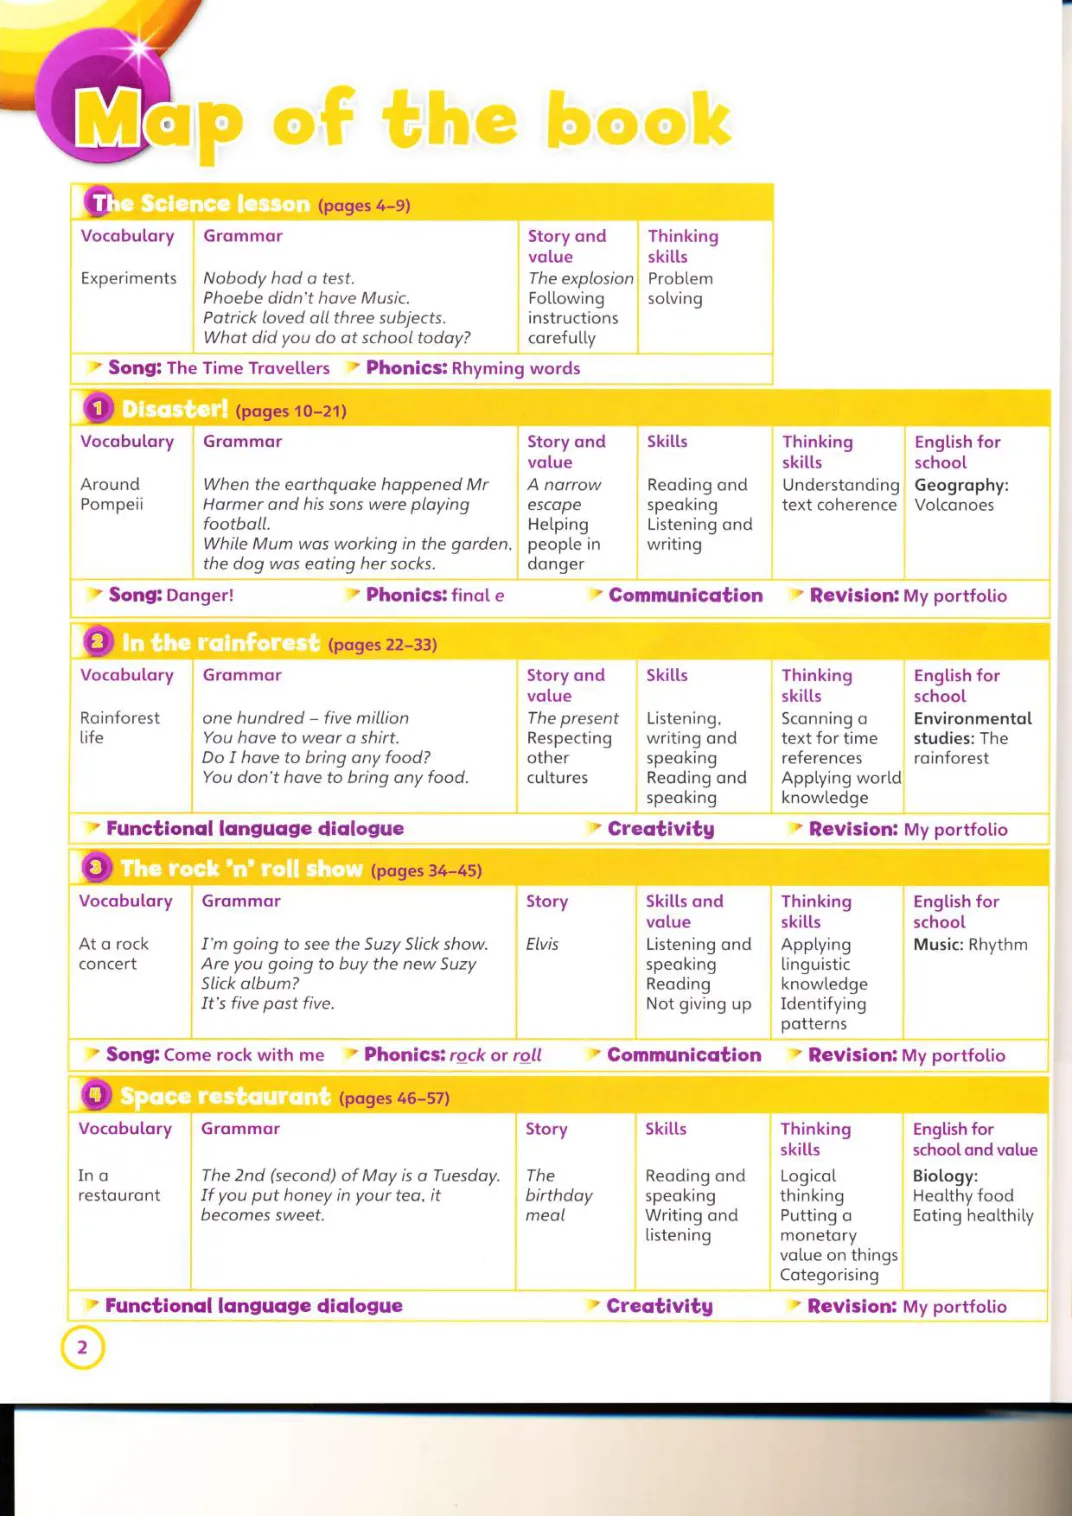 Map of the book
The Science lesson (pages 4–9)
Vocabulary
Experiments
Grammar
Nobody had a test.
Phoebe didn't have Music.
Patrick loved all three subjects.
What did you do at school today?
Story and
value
The explosion
Following
instructions
carefully
Thinking
skills
Problem
solving
Song: The Time Travellers Phonics: Rhyming words
1 Disaster! (pages 10–21)
Vocabulary
Around
Pompeii
Grammar
When the earthquake happened Mr
Harmer and his sons were playing
football.
While Mum was working in the garden,
the dog was eating her socks.
Story and
value
A narrow
escape
Helping
people in
danger
Skills
Reading and
speaking
Listening and
writing
Thinking
skills
Understanding
text coherence
English for
school
Geography:
Volcanoes
Song: Danger! Phonics: final e Communication Revision: My portfolio
2 In the rainforest (pages 22–33)
Vocabulary
Rainforest
life
Grammar
one hundred – five million
You have to wear a shirt.
Do I have to bring any food?
You don't have to bring any food.
Story and
value
The present
Respecting
other
cultures
Skills
Listening,
writing and
speaking
Reading and
speaking
Thinking
skills
Scanning a
text for time
references
Applying world
knowledge
English for
school
Environmental
studies: The
rainforest
Functional language dialogue Creativity Revision: My portfolio
3 The rock 'n' roll show (pages 34–45)
Vocabulary
At a rock
concert
Grammar
I'm going to see the Suzy Slick show.
Are you going to buy the new Suzy
Slick album?
It's five past five.
Story
Elvis
Skills and
value
Listening and
speaking
Reading
Not giving up
Thinking
skills
Applying
linguistic
knowledge
Identifying
patterns
English for
school
Music: Rhythm
Song: Come rock with me Phonics: rock or roll Communication Revision: My portfolio
4 Space restaurant (pages 46–57)
Vocabulary
In a
restaurant
Grammar
The 2nd (second) of May is a Tuesday.
If you put honey in your tea, it
becomes sweet.
Story
The
birthday
meal
Skills
Reading and
speaking
Writing and
listening
Thinking
skills
Logical
thinking
Putting a
monetary
value on things
Categorising
English for
school and value
Biology:
Healthy food
Eating healthily
Functional language dialogue Creativity Revision: My portfolio
2